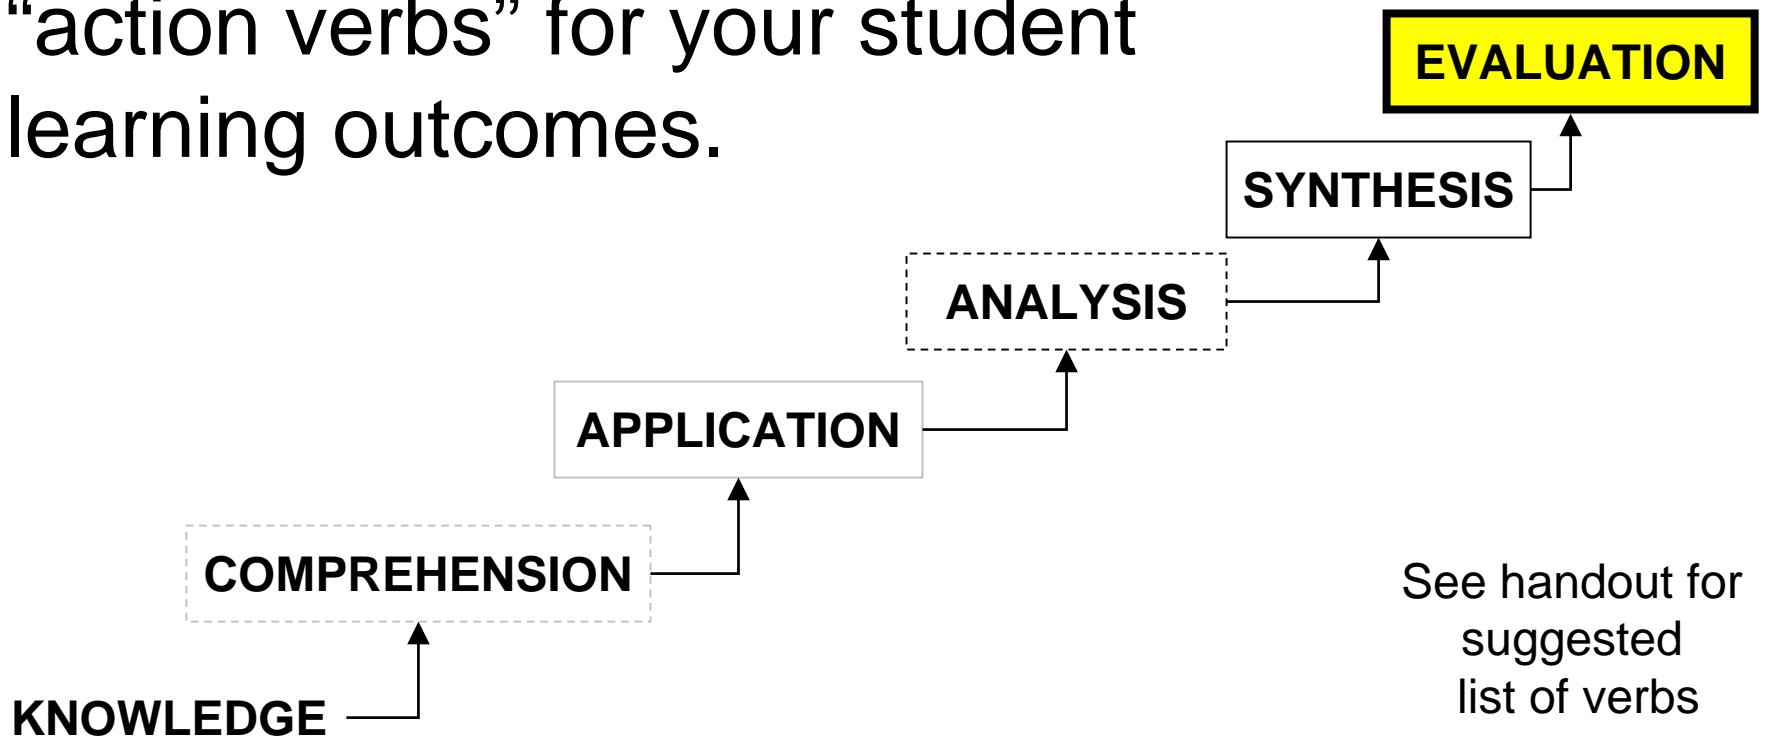 “action verbs” for your student
learning outcomes.
EVALUATION
SYNTHESIS
ANALYSIS
APPLICATION
COMPREHENSION
KNOWLEDGE
See handout for
suggested
list of verbs